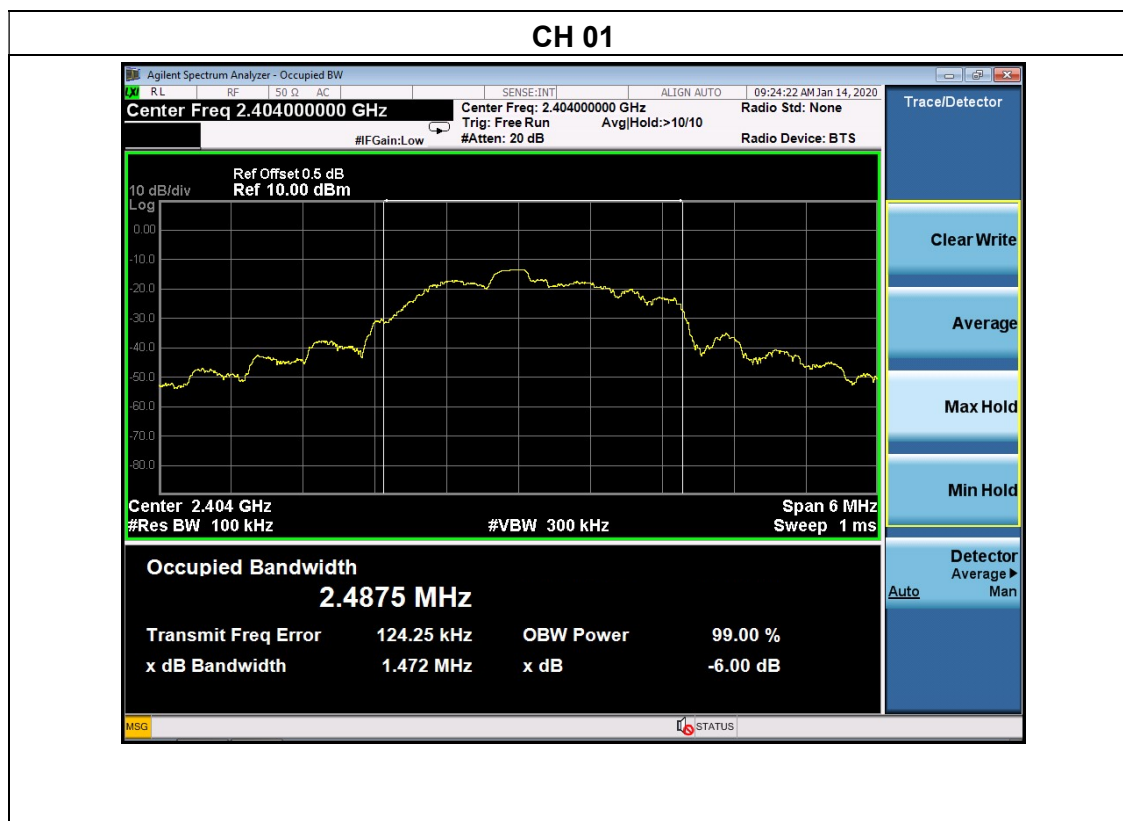 CH 01
Agilent Spectrum Analyzer - Occupied BW
LXI RL RF 50 Ω AC SENSE:INT ALIGN AUTO 09:24:22 AM Jan 14, 2020
Center Freq 2.404000000 GHz
Center Freq: 2.404000000 GHz
Radio Std: None
Trig: Free Run Avg|Hold:>10/10
#IFGain:Low
#Atten: 20 dB
Radio Device: BTS
Trace/Detector
Ref Offset 0.5 dB
10 dB/div Ref 10.00 dBm
Log
0.00
-10.0
-20.0
-30.0
-40.0
-50.0
-60.0
-70.0
-80.0
Center 2.404 GHz
Span 6 MHz
#Res BW 100 kHz
#VBW 300 kHz
Sweep 1 ms
Clear Write
Average
Max Hold
Min Hold
Detector
Average▶
Auto Man
Occupied Bandwidth
2.4875 MHz
Transmit Freq Error 124.25 kHz OBW Power 99.00 %
x dB Bandwidth 1.472 MHz x dB -6.00 dB
MSG
STATUS